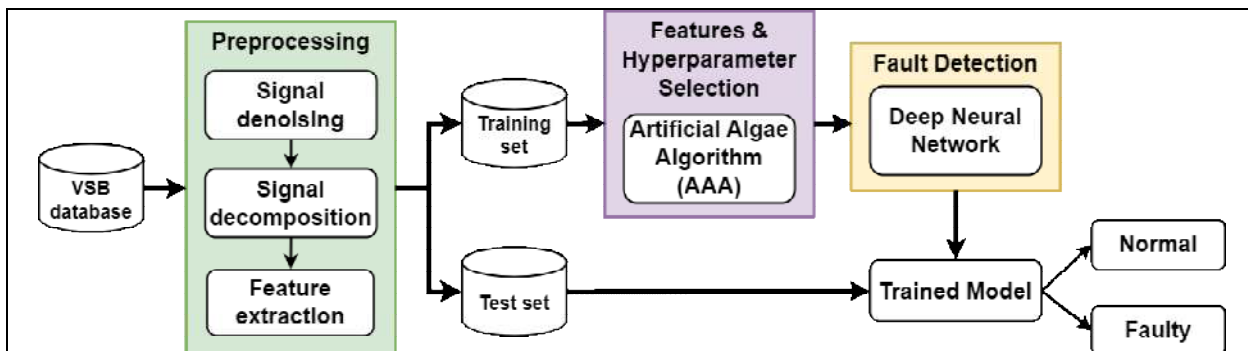 VSB
database
Preprocessing
Signal
denoising
Signal
decomposition
Feature
extraction
Training
set
Test set
Features &
Hyperparameter
Selection
Artificial Algae
Algorithm
(AAA)
Fault Detection
Deep Neural
Network
Trained Model
Normal
Faulty